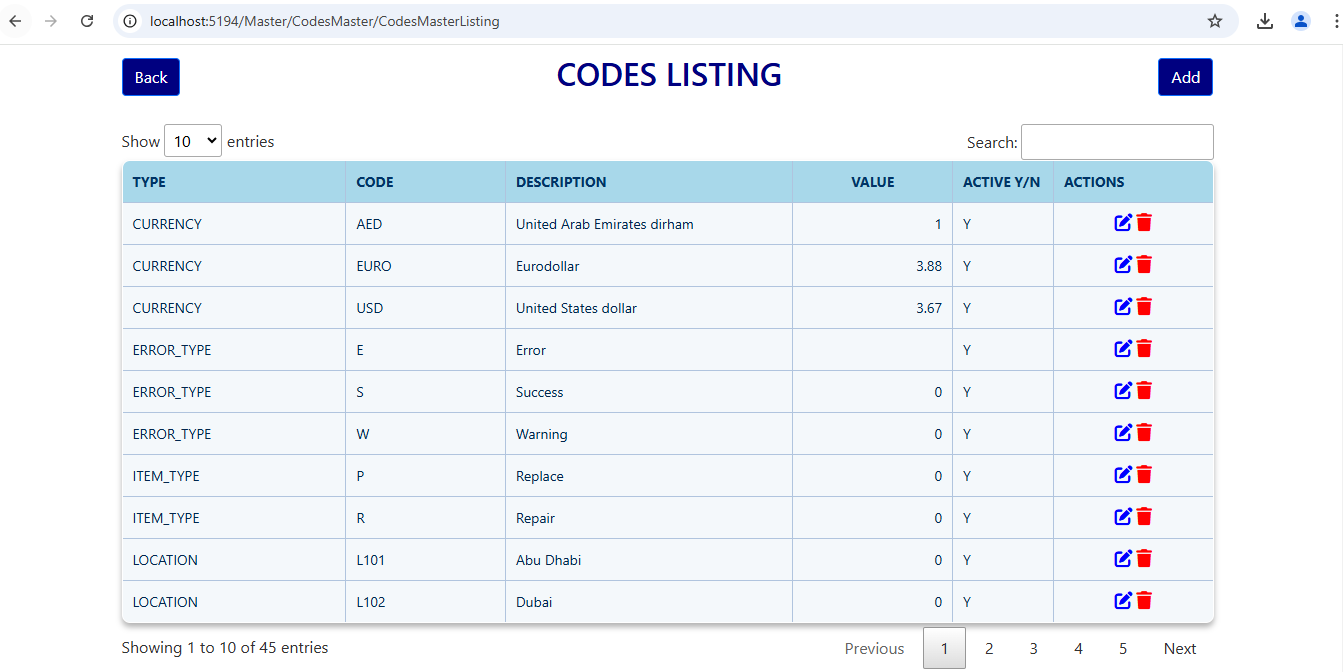 localhost:5194/Master/CodesMaster/CodesMasterListing
Back CODES LISTING Add
Show 10 entries Search:
TYPE CODE DESCRIPTION VALUE ACTIVE Y/N ACTIONS
CURRENCY AED United Arab Emirates dirham 1 Y
CURRENCY EURO Eurodollar 3.88 Y
CURRENCY USD United States dollar 3.67 Y
ERROR_TYPE E Error Y
ERROR_TYPE S Success 0 Y
ERROR_TYPE W Warning 0 Y
ITEM_TYPE P Replace 0 Y
ITEM_TYPE R Repair 0 Y
LOCATION L101 Abu Dhabi 0 Y
LOCATION L102 Dubai 0 Y
Showing 1 to 10 of 45 entries Previous 1 2 3 4 5 Next